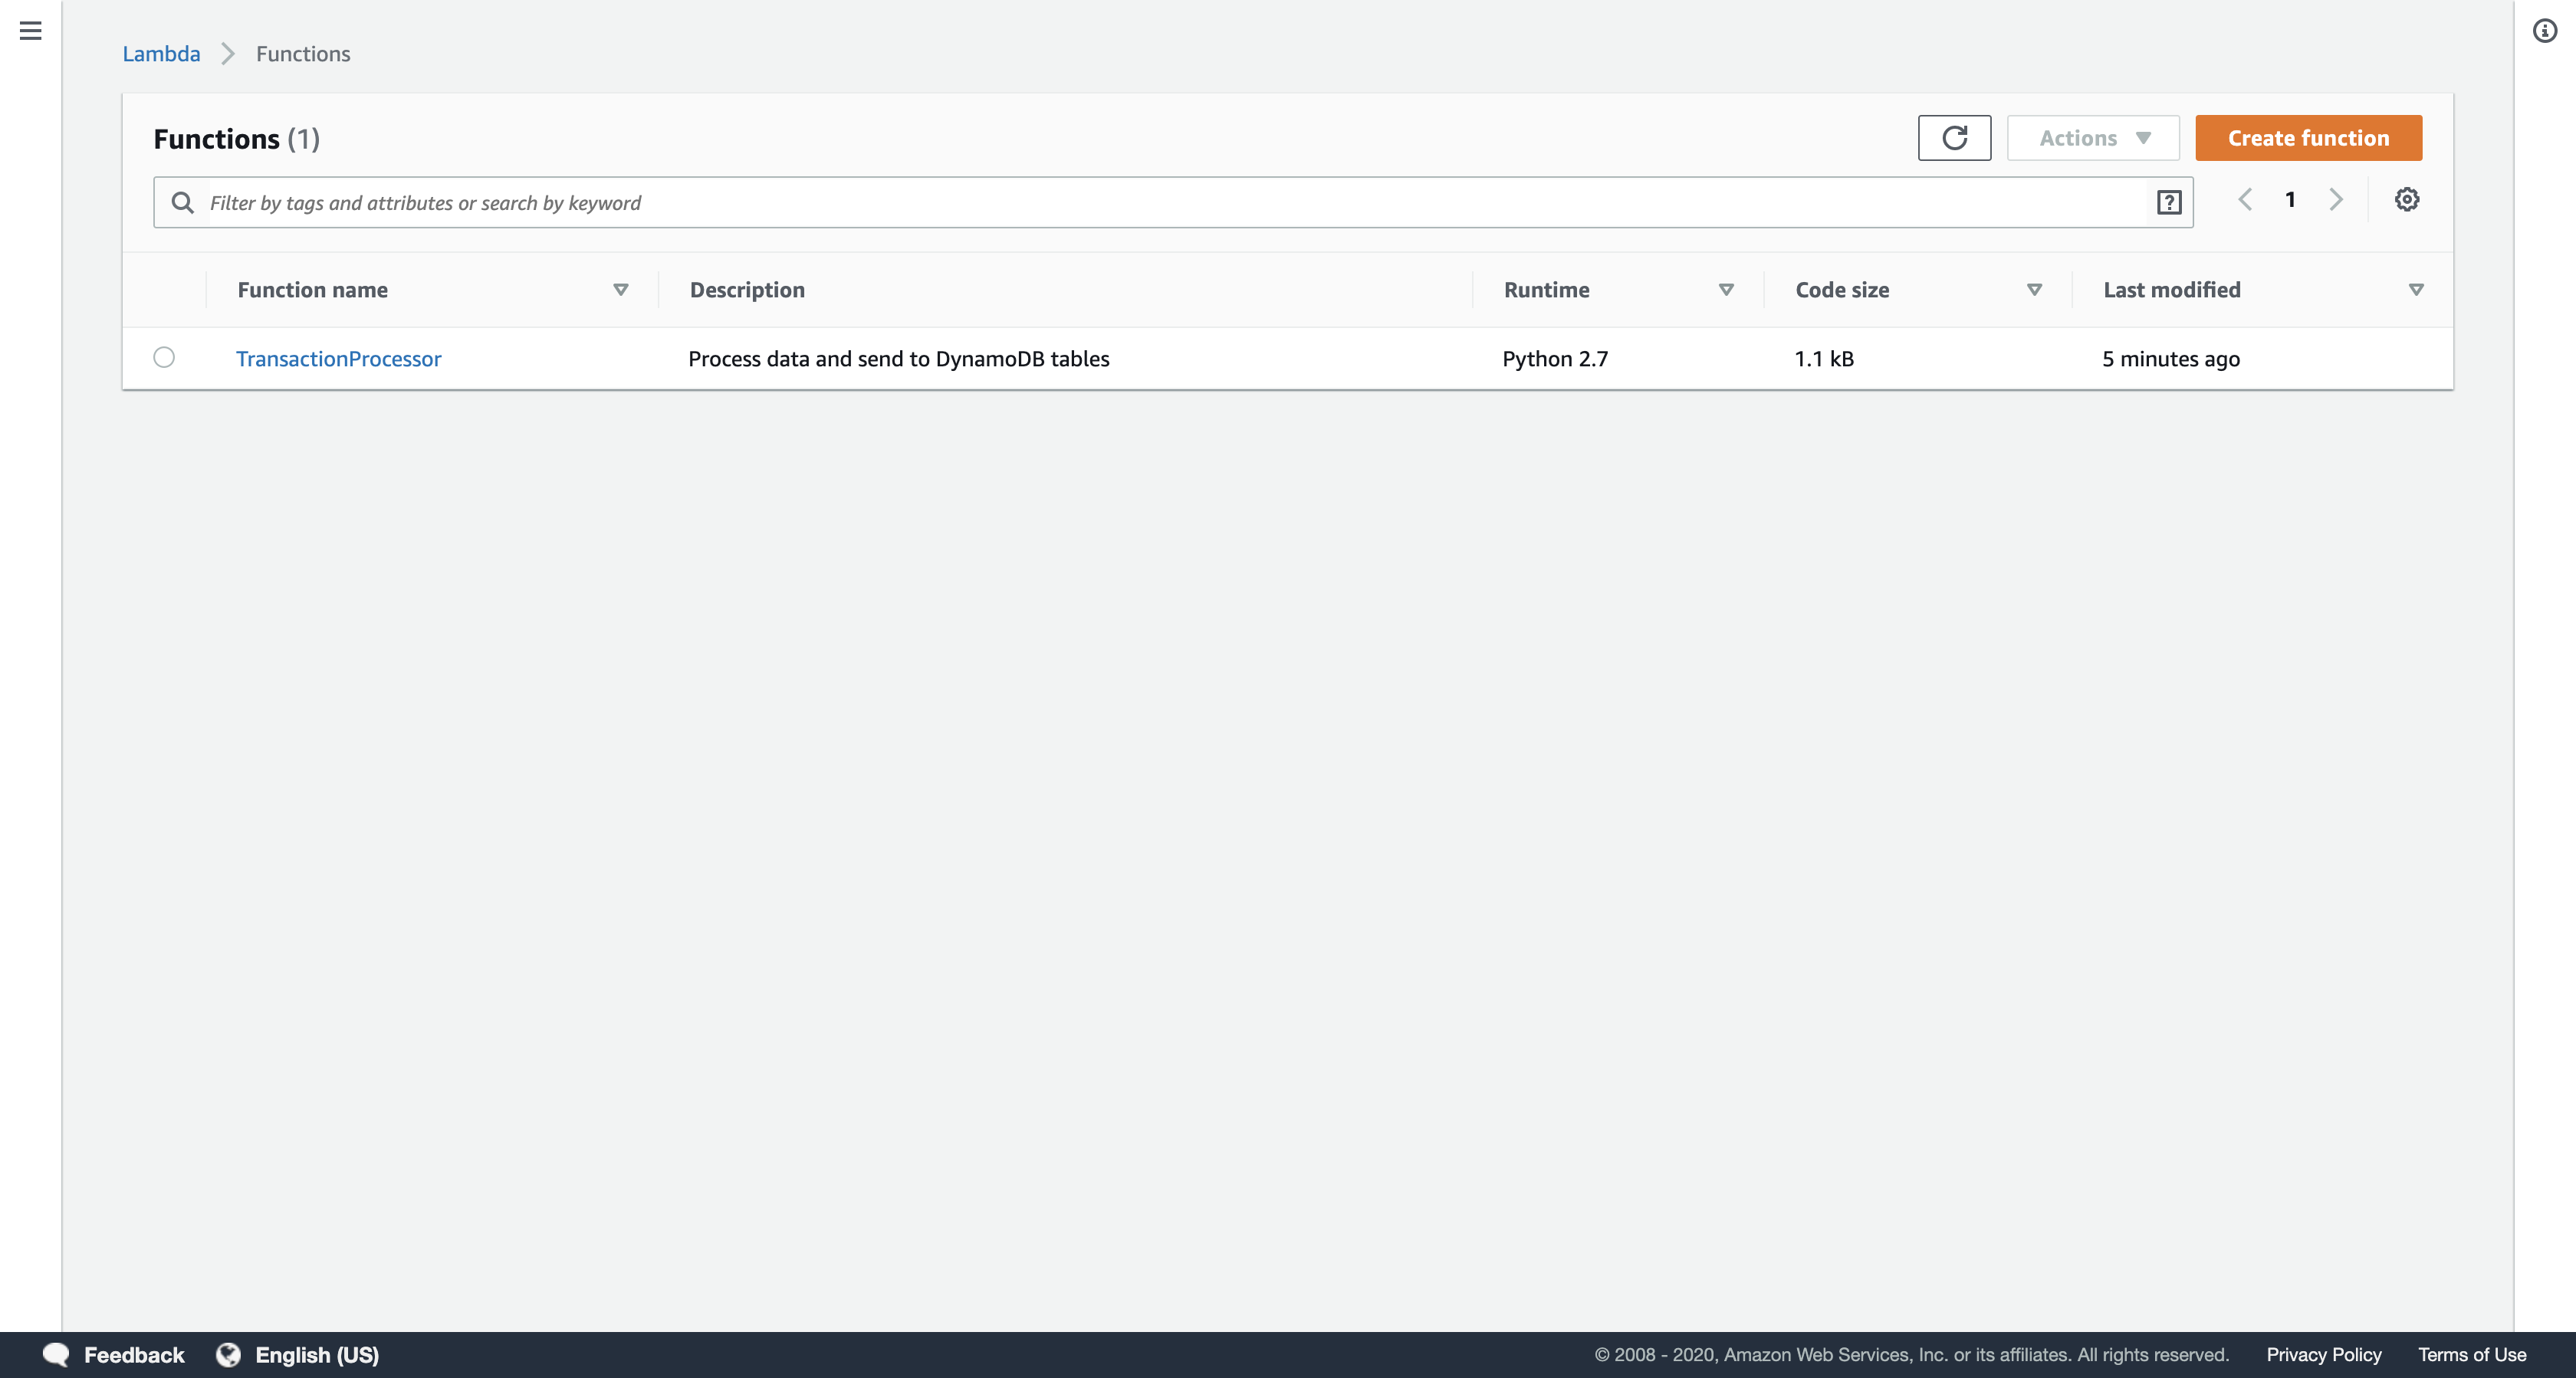 Lambda Functions
Functions (1)
Actions Create function
Filter by tags and attributes or search by keyword ? 1
Function name Description Runtime Code size Last modified
TransactionProcessor Process data and send to DynamoDB tables Python 2.7 1.1 kB 5 minutes ago
Feedback English (US) © 2008 - 2020, Amazon Web Services, Inc. or its affiliates. All rights reserved. Privacy Policy Terms of Use